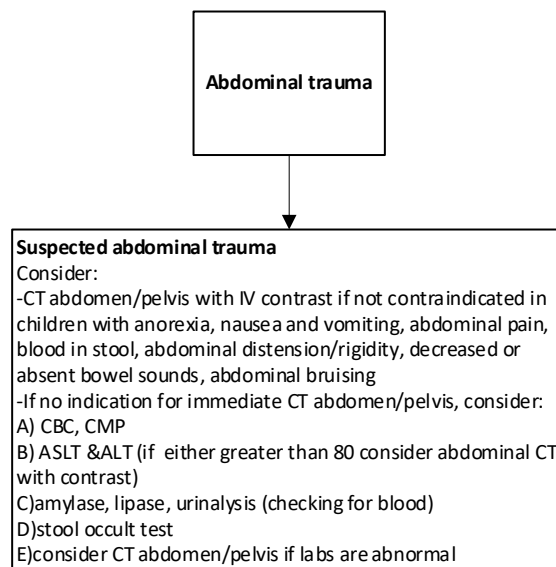 Abdominal trauma
Suspected abdominal trauma
Consider:
-CT abdomen/pelvis with IV contrast if not contraindicated in
children with anorexia, nausea and vomiting, abdominal pain,
blood in stool, abdominal distension/rigidity, decreased or
absent bowel sounds, abdominal bruising
-If no indication for immediate CT abdomen/pelvis, consider:
A) CBC, CMP
B) ASLT &ALT (if either greater than 80 consider abdominal CT
with contrast)
C)amylase, lipase, urinalysis (checking for blood)
D)stool occult test
E)consider CT abdomen/pelvis if labs are abnormal